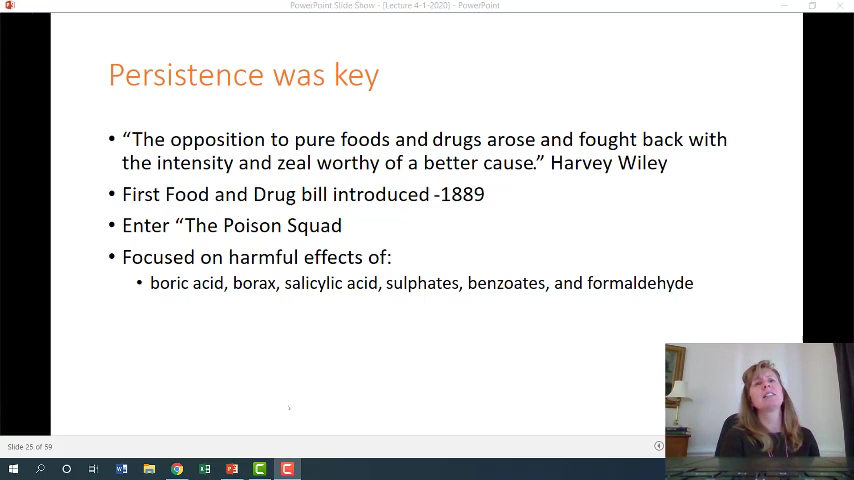 PowerPoint Slide Show - [Lecture 4-1-2020] - PowerPoint
Persistence was key
• “The opposition to pure foods and drugs arose and fought back with
the intensity and zeal worthy of a better cause.” Harvey Wiley
• First Food and Drug bill introduced -1889
• Enter “The Poison Squad
• Focused on harmful effects of:
• boric acid, borax, salicylic acid, sulphates, benzoates, and formaldehyde
Slide 25 of 59